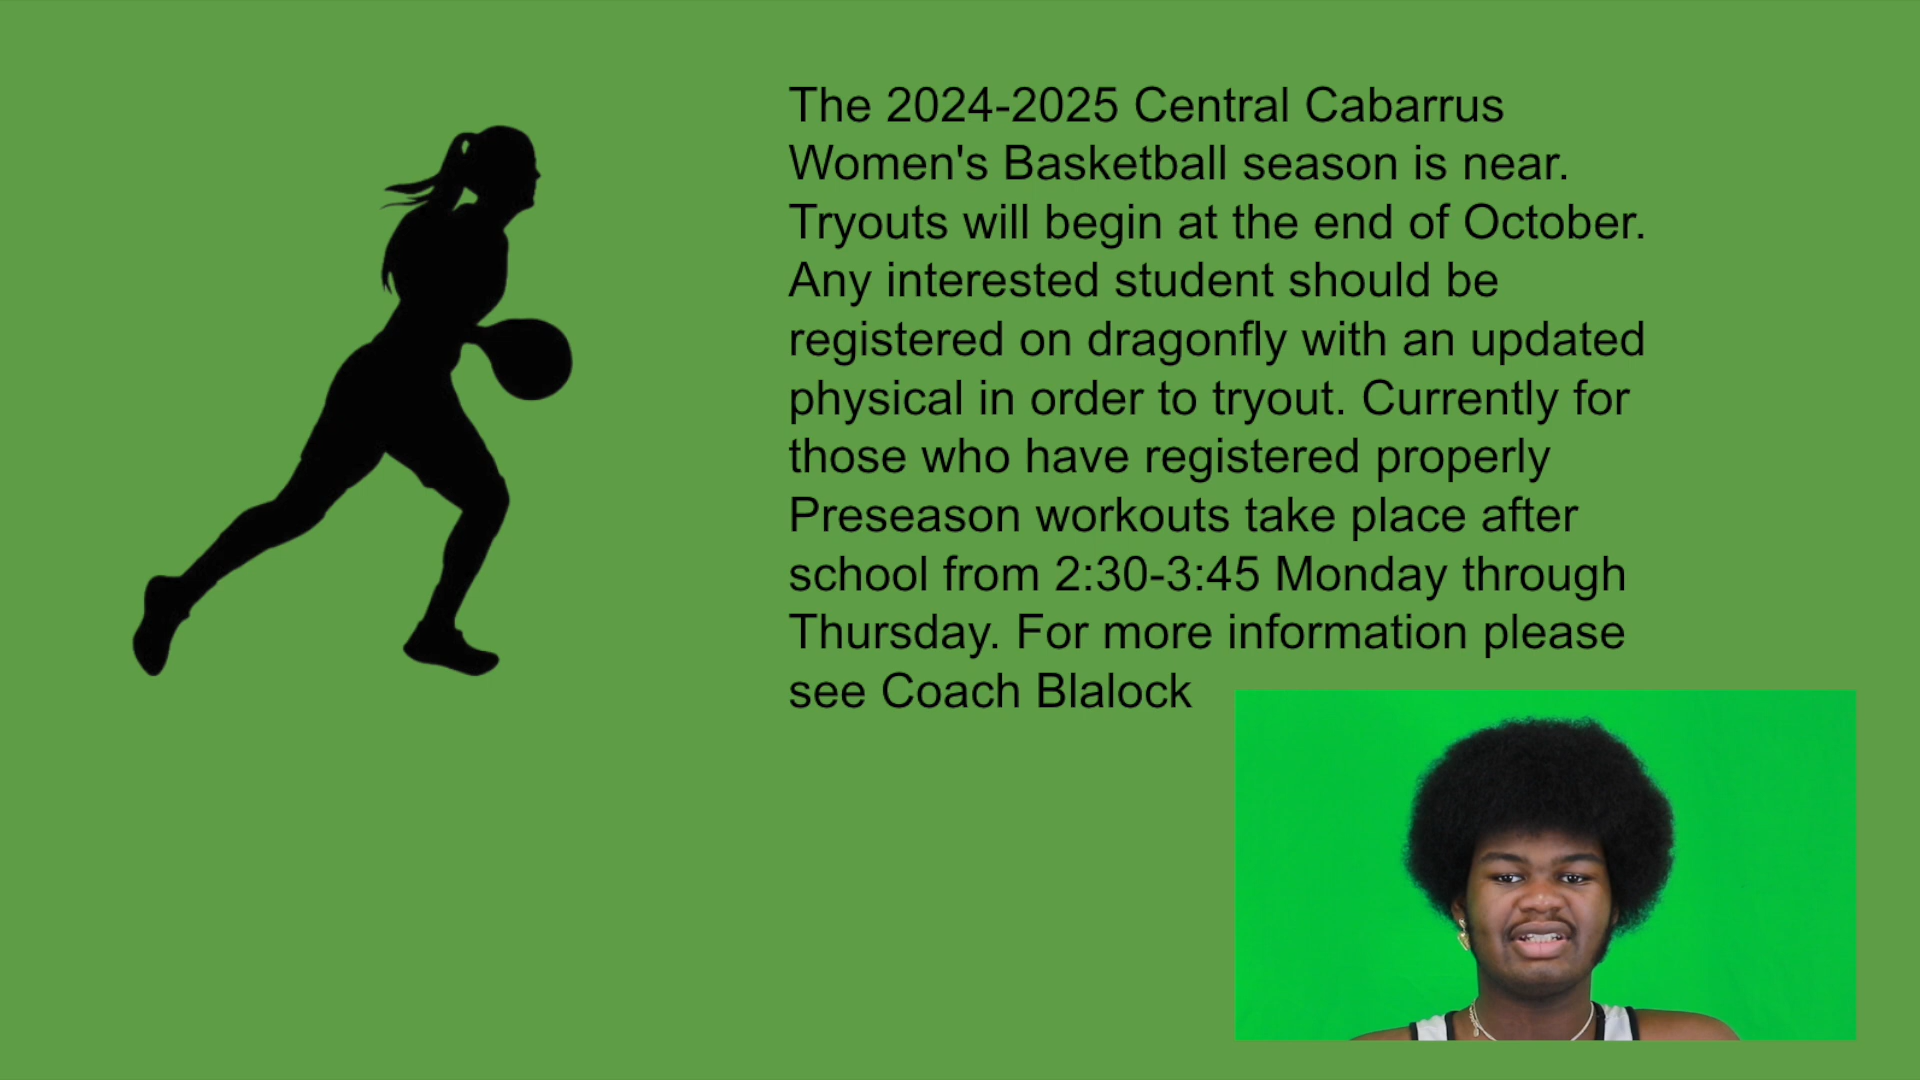 The 2024-2025 Central Cabarrus
Women's Basketball season is near.
Tryouts will begin at the end of October.
Any interested student should be
registered on dragonfly with an updated
physical in order to tryout. Currently for
those who have registered properly
Preseason workouts take place after
school from 2:30-3:45 Monday through
Thursday. For more information please
see Coach Blalock